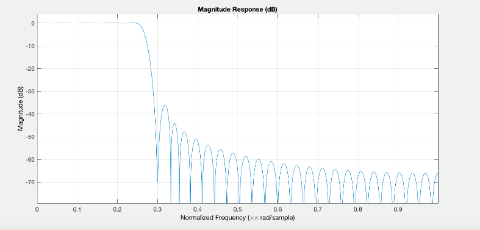 Magnitude Response (dB)
0
-10
-20
-30
-40
-50
-60
-70
Magnitude (dB)
0 0.1 0.2 0.3 0.4 0.5 0.6 0.7 0.8 0.9
Normalized Frequency (×π rad/sample)